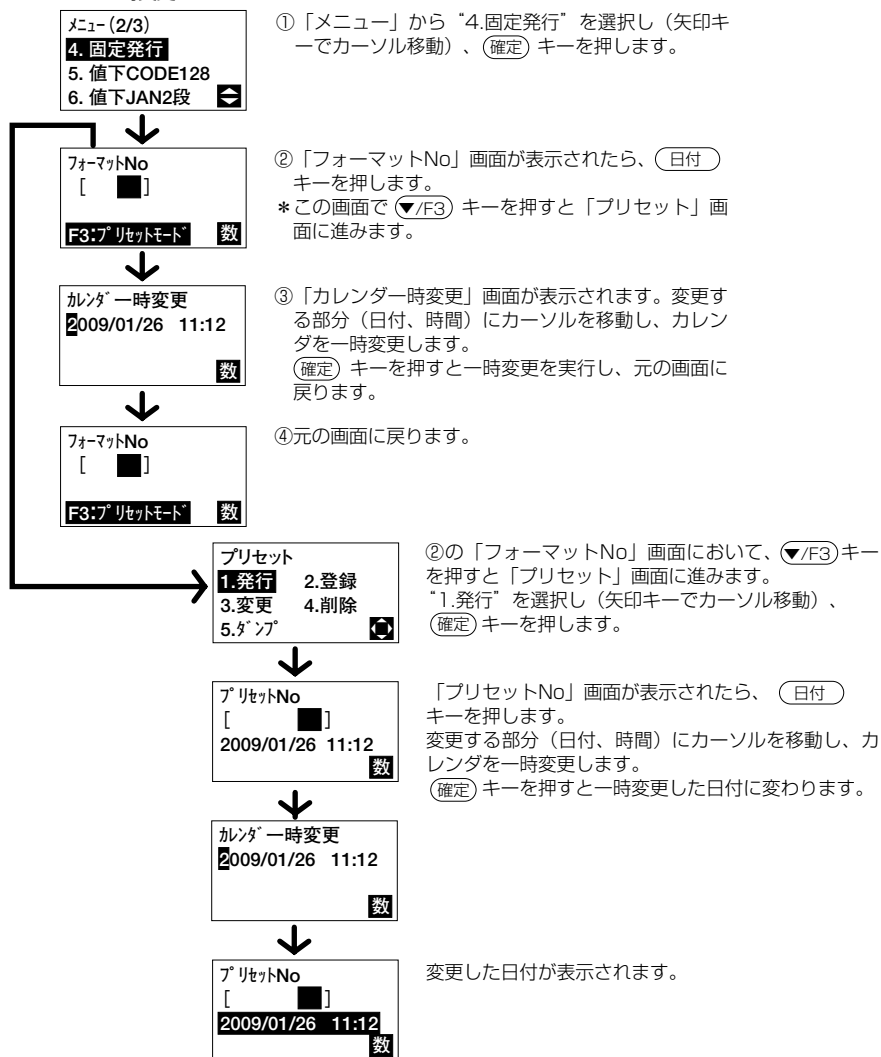 メニュー(2/3)
4. 固定発行
5. 値下CODE128
6. 値下JAN2段
①「メニュー」から“4.固定発行”を選択し（矢印キ
ーでカーソル移動）、確定 キーを押します。
フォーマットNo
[ ]
F3:プリセットモード 数
②「フォーマットNo」画面が表示されたら、日付
キーを押します。
＊この画面で ▼/F3 キーを押すと「プリセット」画
面に進みます。
カレンダ一時変更
2009/01/26 11:12
数
③「カレンダ一時変更」画面が表示されます。変更す
る部分（日付、時間）にカーソルを移動し、カレン
ダを一時変更します。
確定 キーを押すと一時変更を実行し、元の画面に
戻ります。
フォーマットNo
[ ]
F3:プリセットモード 数
④元の画面に戻ります。
プリセット
1.発行 2.登録
3.変更 4.削除
5.ダンプ
②の「フォーマットNo」画面において、▼/F3キー
を押すと「プリセット」画面に進みます。
“1.発行”を選択し（矢印キーでカーソル移動）、
確定 キーを押します。
プリセットNo
[ ]
2009/01/26 11:12
数
「プリセットNo」画面が表示されたら、 日付
キーを押します。
変更する部分（日付、時間）にカーソルを移動し、カ
レンダを一時変更します。
確定 キーを押すと一時変更した日付に変わります。
カレンダ一時変更
2009/01/26 11:12
数
プリセットNo
[ ]
2009/01/26 11:12
数
変更した日付が表示されます。